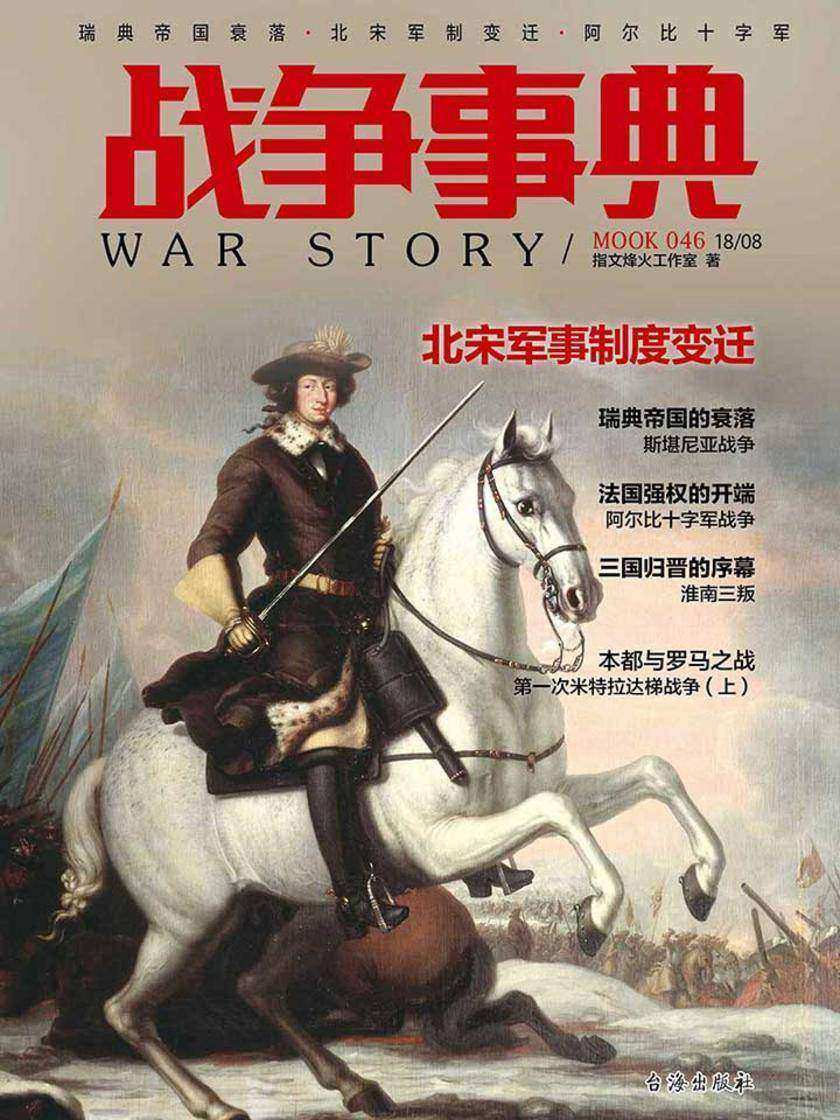 瑞典帝国衰落·北宋军制变迁·阿尔比十字军
战争事典
WAR STORY/ MOOK 046 18/08
指文烽火工作室 著
北宋军事制度变迁
瑞典帝国的衰落
斯堪尼亚战争
法国强权的开端
阿尔比十字军战争
三国归晋的序幕
淮南三叛
本都与罗马之战
第一次米特拉达梯战争（上）
台海出版社